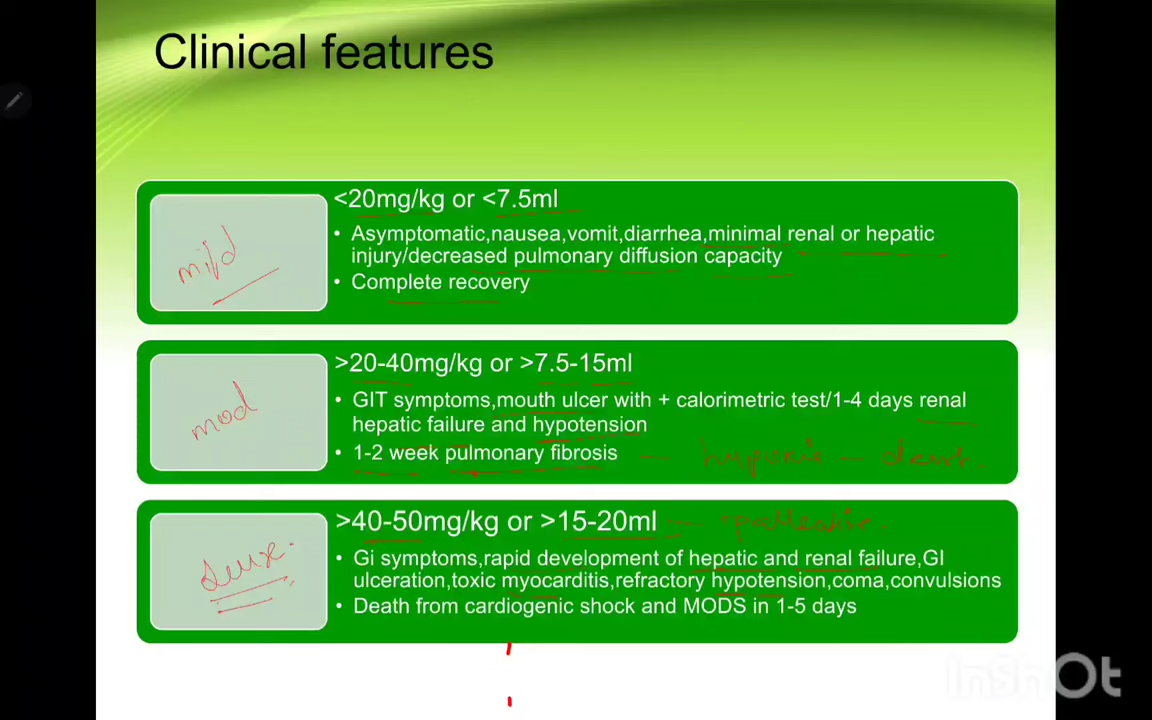 Clinical features
<20mg/kg or <7.5ml
• Asymptomatic,nausea,vomit,diarrhea,minimal renal or hepatic
injury/decreased pulmonary diffusion capacity
• Complete recovery
mild
>20-40mg/kg or >7.5-15ml
• GIT symptoms,mouth ulcer with + calorimetric test/1-4 days renal
hepatic failure and hypotension
• 1-2 week pulmonary fibrosis — hypoxia —
mod
>40-50mg/kg or >15-20ml —
• Gi symptoms,rapid development of hepatic and renal failure,GI
ulceration,toxic myocarditis,refractory hypotension,coma,convulsions
• Death from cardiogenic shock and MODS in 1-5 days
InShOt